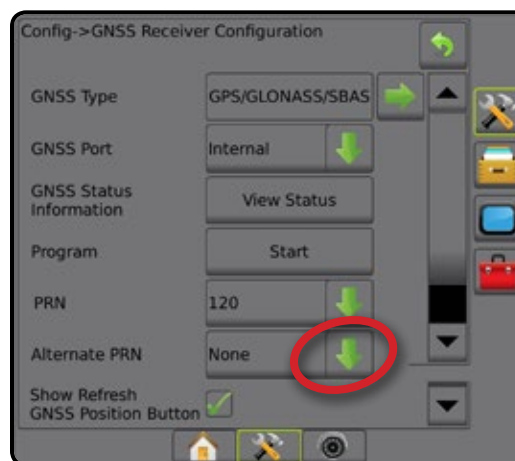 Config->GNSS Receiver Configuration
GNSS Type GPS/GLONASS/SBAS
GNSS Port Internal
GNSS Status
Information View Status
Program Start
PRN 120
Alternate PRN None
Show Refresh
GNSS Position Button